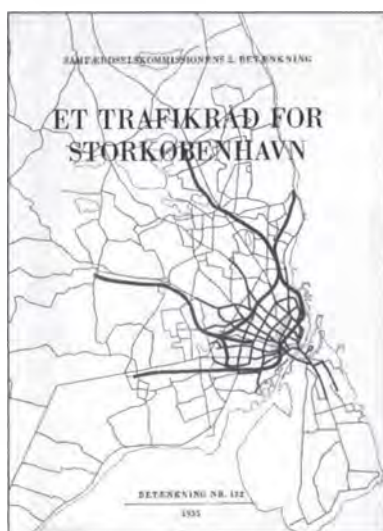 SAMFÆRDSELSKOMMISSIONENS 2. BETÆNKNING
ET TRAFIKRÅD FOR
STORKØBENHAVN
BETÆNKNING NR. 132
1955